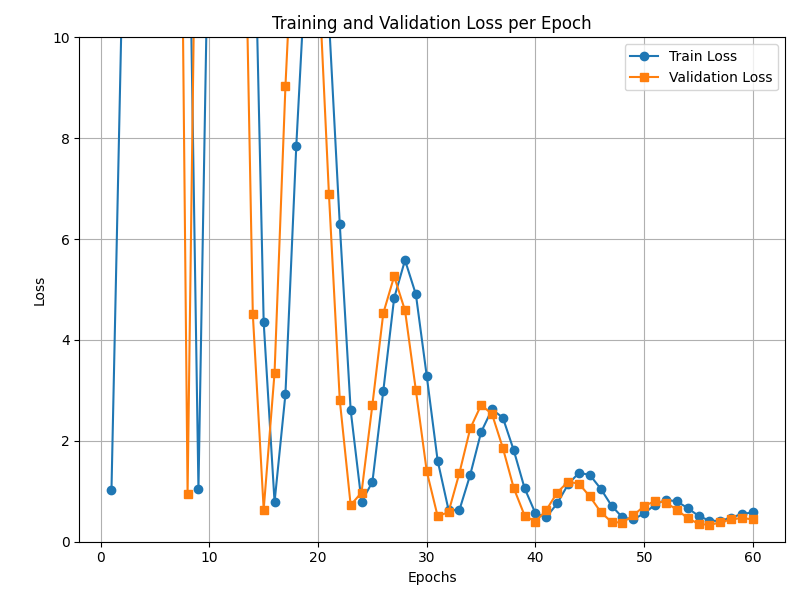 Training and Validation Loss per Epoch
Train Loss
Validation Loss
Loss
10
8
6
4
2
0
0 10 20 30 40 50 60
Epochs